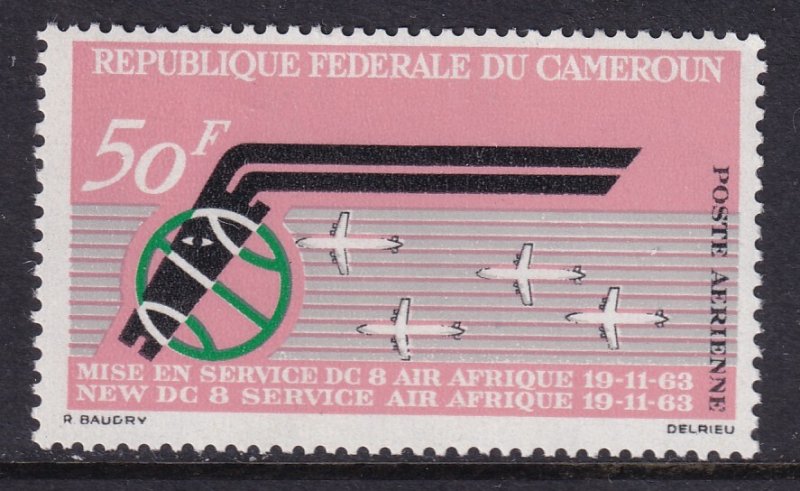 REPUBLIQUE FEDERALE DU CAMEROUN
50F
POSTE AERIENNE
MISE EN SERVICE DC 8 AIR AFRIQUE 19-11-63
NEW DC 8 SERVICE AIR AFRIQUE 19-11-63
R. BAUDRY
DELRIEU